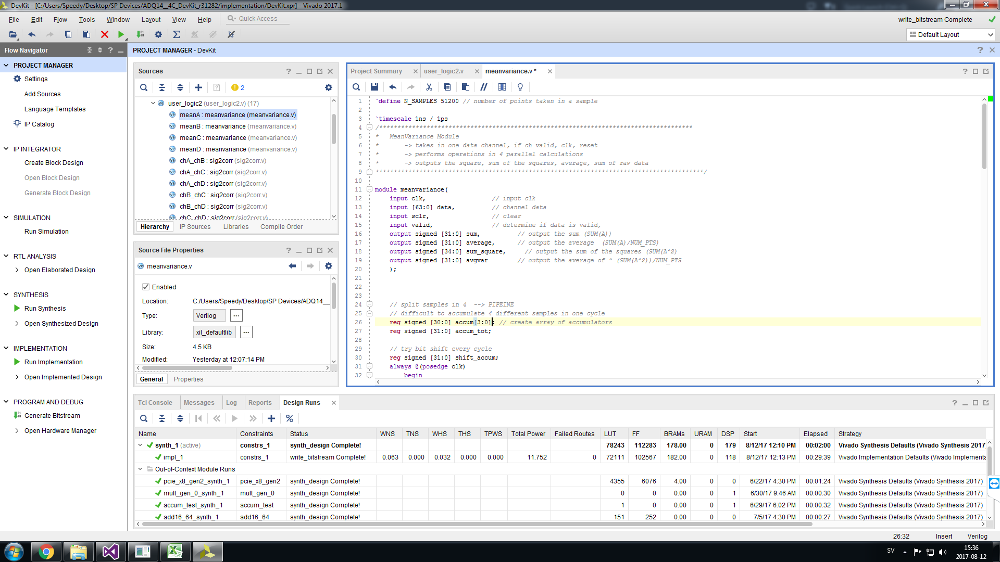 DevKit - [C:/Users/Speedy/Desktop/SP Devices/ADQ14__4C_DevKit_r31282/implementation/DevKit.xpr] - Vivado 2017.1
File Edit Flow Tools Window Layout View Help Quick Access
write_bitstream Complete
Default Layout
Flow Navigator
PROJECT MANAGER
Settings
Add Sources
Language Templates
IP Catalog
IP INTEGRATOR
Create Block Design
Open Block Design
Generate Block Design
SIMULATION
Run Simulation
RTL ANALYSIS
Open Elaborated Design
SYNTHESIS
Run Synthesis
Open Synthesized Design
IMPLEMENTATION
Run Implementation
Open Implemented Design
PROGRAM AND DEBUG
Generate Bitstream
Open Hardware Manager
PROJECT MANAGER - DevKit
Sources
2
user_logic2 (user_logic2.v) (17)
meanA : meanvariance (meanvariance.v)
meanB : meanvariance (meanvariance.v)
meanC : meanvariance (meanvariance.v)
meanD : meanvariance (meanvariance.v)
chA_chB : sig2corr (sig2corr.v)
chA_chC : sig2corr (sig2corr.v)
chA_chD : sig2corr (sig2corr.v)
chB_chC : sig2corr (sig2corr.v)
chB_chD : sig2corr (sig2corr.v)
chC_chD : sig2corr (sig2corr.v)
Hierarchy IP Sources Libraries Compile Order
Source File Properties
meanvariance.v
Enabled
Location: C:/Users/Speedy/Desktop/SP Devices/ADQ14__
Type: Verilog ...
Library: xil_defaultlib ...
Size: 4.5 KB
Modified: Yesterday at 12:07:14 PM
General Properties
Project Summary user_logic2.v meanvariance.v *
1 `define N_SAMPLES 51200 // number of points taken in a sample
2
3 `timescale 1ns / 1ps
4 /**************************************************************************************
5 * MeanVariance Module
6 * -> takes in one data channel, if ch valid, clk, reset
7 * -> performs operations in 4 parallel calculations
8 * -> outputs the square, sum of the squares, average, sum of raw data
9 ******************************************************************************************/
10
11 module meanvariance(
12 input clk, // input clk
13 input [63:0] data, // channel data
14 input sclr, // clear
15 input valid, // determine if data is valid,
16 output signed [31:0] sum, // output the sum (SUM(A))
17 output signed [31:0] average, // output the average (SUM(A)/NUM_PTS)
18 output signed [34:0] sum_square, // output the sum of the squares (SUM(A^2)
19 output signed [31:0] avgvar // output the average of ^ (SUM(A^2))/NUM_PTS
20 );
21
22
23
24 // split samples in 4 --> PIPEINE
25 // difficult to accumulate 4 different samples in one cycle
26 reg signed [30:0] accum[3:0]; // create array of accumulators
27 reg signed [31:0] accum_tot;
28
29 // try bit shift every cycle
30 reg signed [31:0] shift_accum;
31 always @(posedge clk)
32 begin
Tcl Console Messages Log Reports Design Runs
Name Constraints Status WNS TNS WHS THS TPWS Total Power Failed Routes LUT FF BRAMs URAM DSP Start Elapsed Strategy
synth_1 (active) constrs_1 synth_design Complete! 78243 112283 178.00 0 179 8/12/17 12:10 PM 00:02:00 Vivado Synthesis Defaults (Vivado Synthesis 2017
impl_1 constrs_1 write_bitstream Complete! 0.063 0.000 0.032 0.000 0.000 11.752 0 72111 102567 182.00 0 118 8/12/17 12:13 PM 00:29:39 Vivado Implementation Defaults (Vivado Implementa
Out-of-Context Module Runs
pcie_x8_gen2_synth_1 pcie_x8_gen2 synth_design Complete! 4355 6076 4.00 0 0 6/22/17 4:30 PM 00:01:24 Vivado Synthesis Defaults (Vivado Synthesis 2017)
mult_gen_0_synth_1 mult_gen_0 synth_design Complete! 0 0 0.00 0 1 6/30/17 9:46 AM 00:00:30 Vivado Synthesis Defaults (Vivado Synthesis 2017)
accum_test_synth_1 accum_test synth_design Complete! 1 0 0.00 0 1 6/29/17 6:02 PM 00:00:32 Vivado Synthesis Defaults (Vivado Synthesis 2017)
add16_64_synth_1 add16_64 synth_design Complete! 151 252 0.00 0 0 7/5/17 4:30 PM 00:00:27 Vivado Synthesis Defaults (Vivado Synthesis 2017)
26:32 Insert Verilog
SV
15:36
2017-08-12